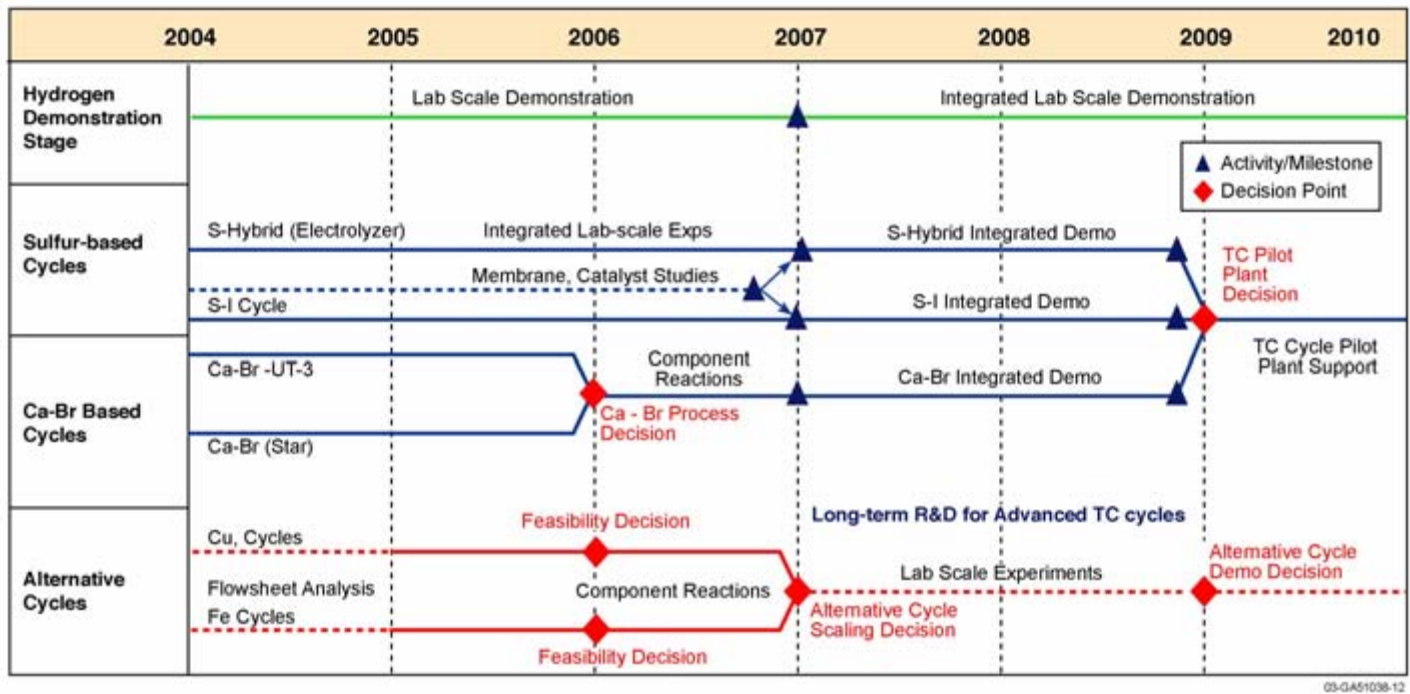 2004 2005 2006 2007 2008 2009 2010
Hydrogen
Demonstration
Stage
Lab Scale Demonstration
Integrated Lab Scale Demonstration
Activity/Milestone
Decision Point
Sulfur-based
Cycles
S-Hybrid (Electrolyzer)
Integrated Lab-scale Exps
S-Hybrid Integrated Demo
Membrane, Catalyst Studies
S-I Cycle
S-I Integrated Demo
TC Pilot
Plant
Decision
TC Cycle Pilot
Plant Support
Ca-Br Based
Cycles
Ca-Br -UT-3
Ca-Br (Star)
Ca - Br Process
Decision
Component
Reactions
Ca-Br Integrated Demo
Alternative
Cycles
Cu, Cycles
Flowsheet Analysis
Fe Cycles
Feasibility Decision
Component Reactions
Feasibility Decision
Long-term R&D for Advanced TC cycles
Lab Scale Experiments
Alternative Cycle
Scaling Decision
Alternative Cycle
Demo Decision
03-GA51038-12